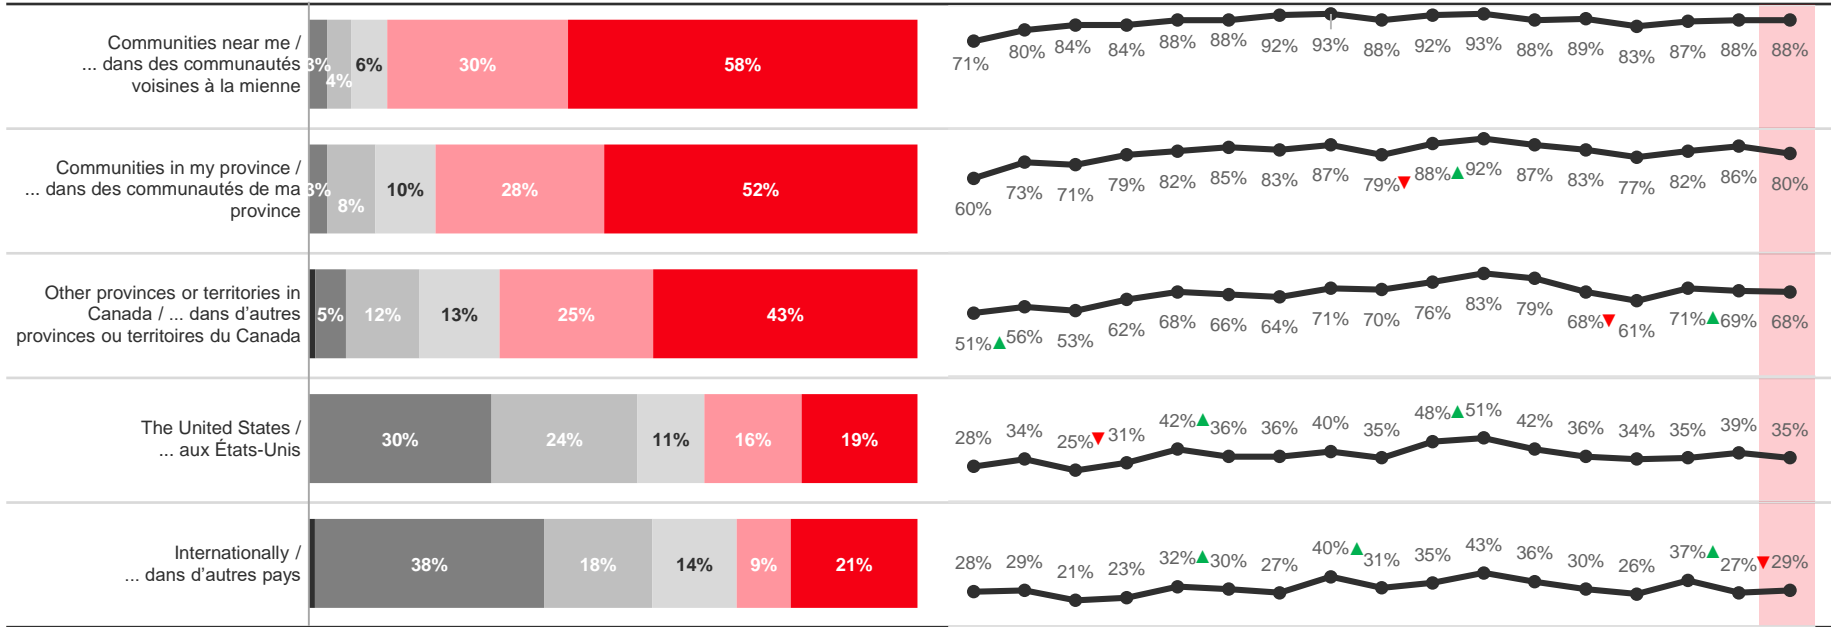 Communities near me /
... dans des communautés
voisines à la mienne
3% 4% 6% 30% 58%
71% 80% 84% 84% 88% 88% 92% 93% 88% 92% 93% 88% 89% 83% 87% 88% 88%
Communities in my province /
... dans des communautés de ma
province
3% 8% 10% 28% 52%
60% 73% 71% 79% 82% 85% 83% 87% 79% 88% 92% 87% 83% 77% 82% 86% 80%
Other provinces or territories in
Canada / ... dans d'autres
provinces ou territoires du Canada
5% 12% 13% 25% 43%
51% 56% 53% 62% 68% 66% 64% 71% 70% 76% 83% 79% 68% 61% 71% 69% 68%
The United States /
... aux États-Unis
30% 24% 11% 16% 19%
28% 34% 25% 31% 42% 36% 36% 40% 35% 48% 51% 42% 36% 34% 35% 39% 35%
Internationally /
... dans d'autres pays
38% 18% 14% 9% 21%
28% 29% 21% 23% 32% 30% 27% 40% 31% 35% 43% 36% 30% 26% 37% 27% 29%